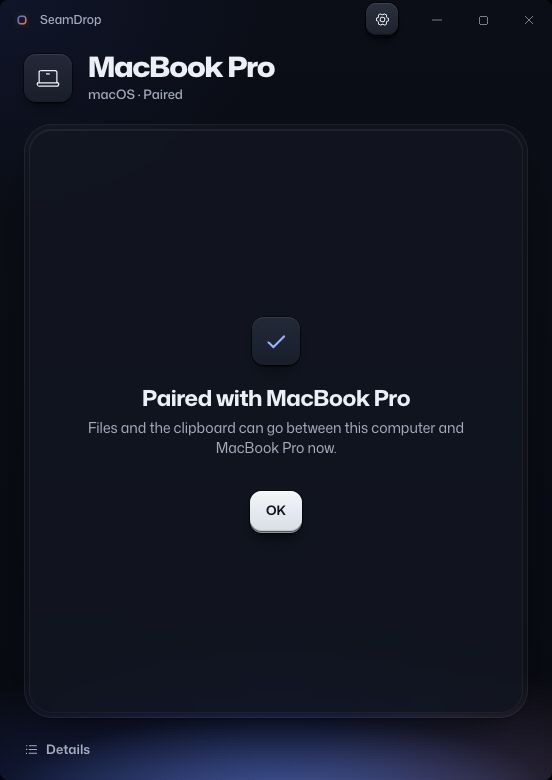 SeamDrop
MacBook Pro
macOS · Paired
Paired with MacBook Pro
Files and the clipboard can go between this computer and
MacBook Pro now.
OK
Details